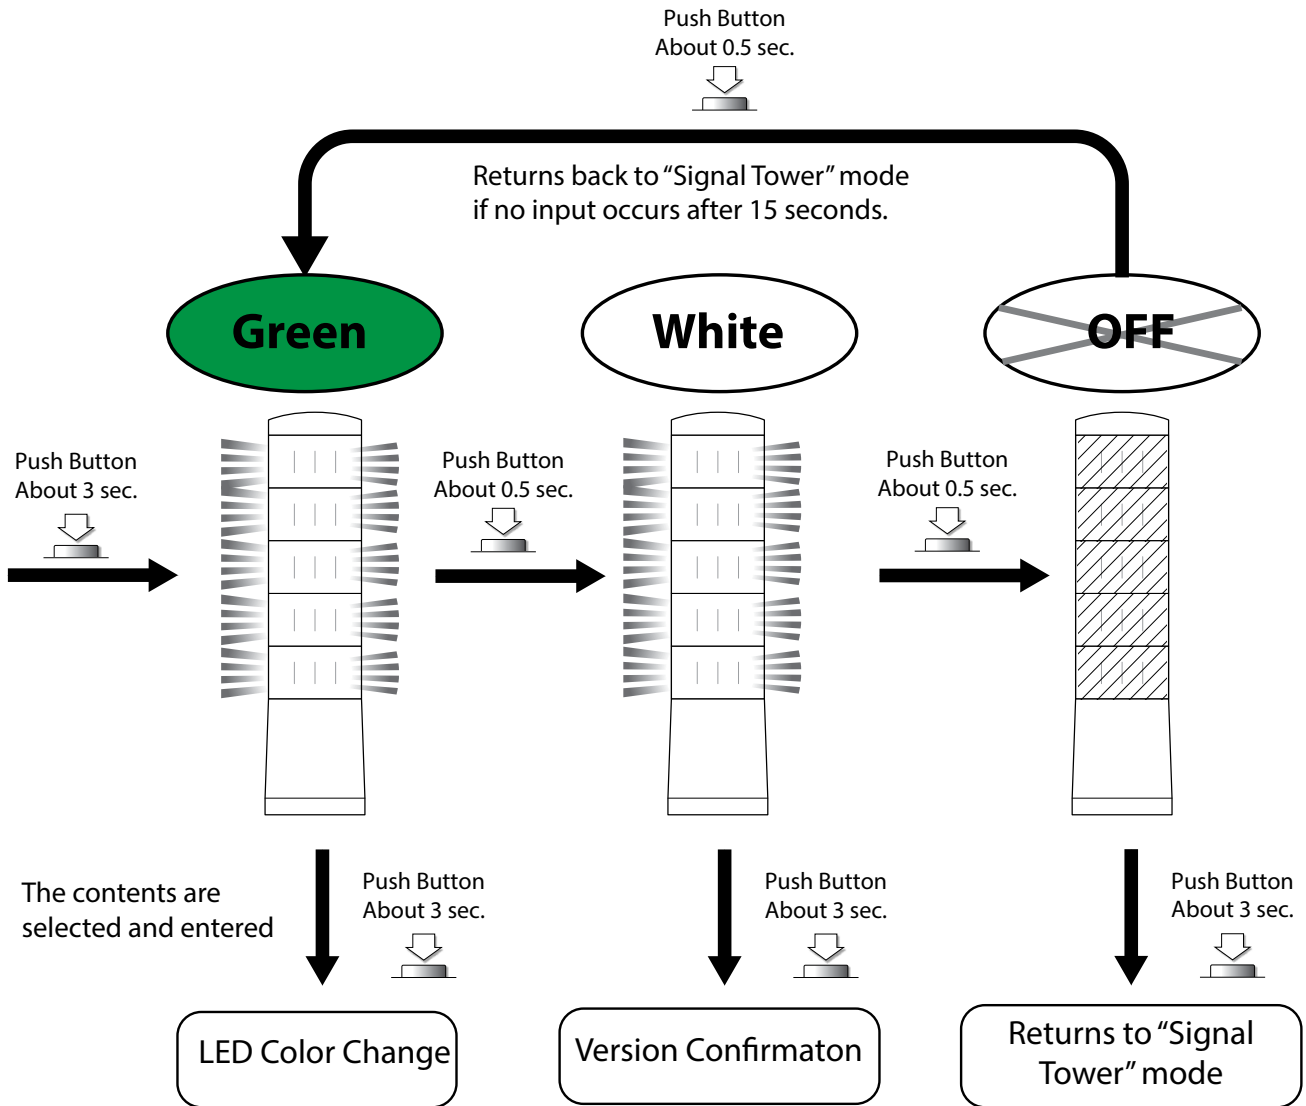 Push Button
About 0.5 sec.
Returns back to “Signal Tower” mode
if no input occurs after 15 seconds.
Green
White
OFF
Push Button
About 3 sec.
Push Button
About 0.5 sec.
Push Button
About 0.5 sec.
The contents are
selected and entered
Push Button
About 3 sec.
Push Button
About 3 sec.
Push Button
About 3 sec.
LED Color Change
Version Confirmaton
Returns to “Signal
Tower” mode